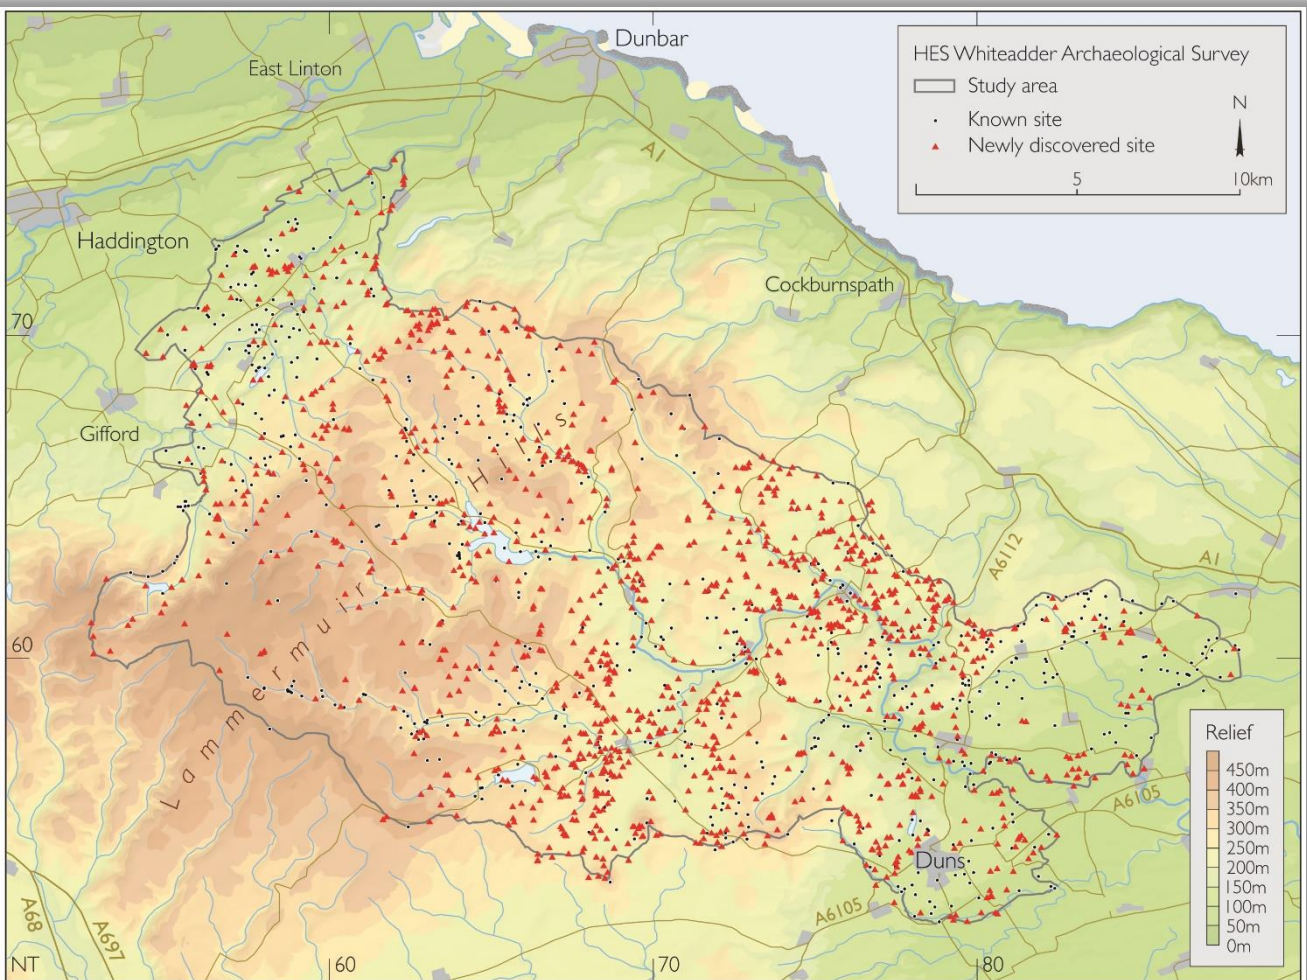 HES Whiteadder Archaeological Survey
Study area
Known site
Newly discovered site
N
5
10km
Dunbar
East Linton
A1
Haddington
Cockburnspath
70
Gifford
Hills
A6112
A1
60
Lammermuir
Relief
450m
400m
350m
300m
250m
200m
150m
100m
50m
0m
A6105
Duns
A6105
A68
A697
NT
60
70
80